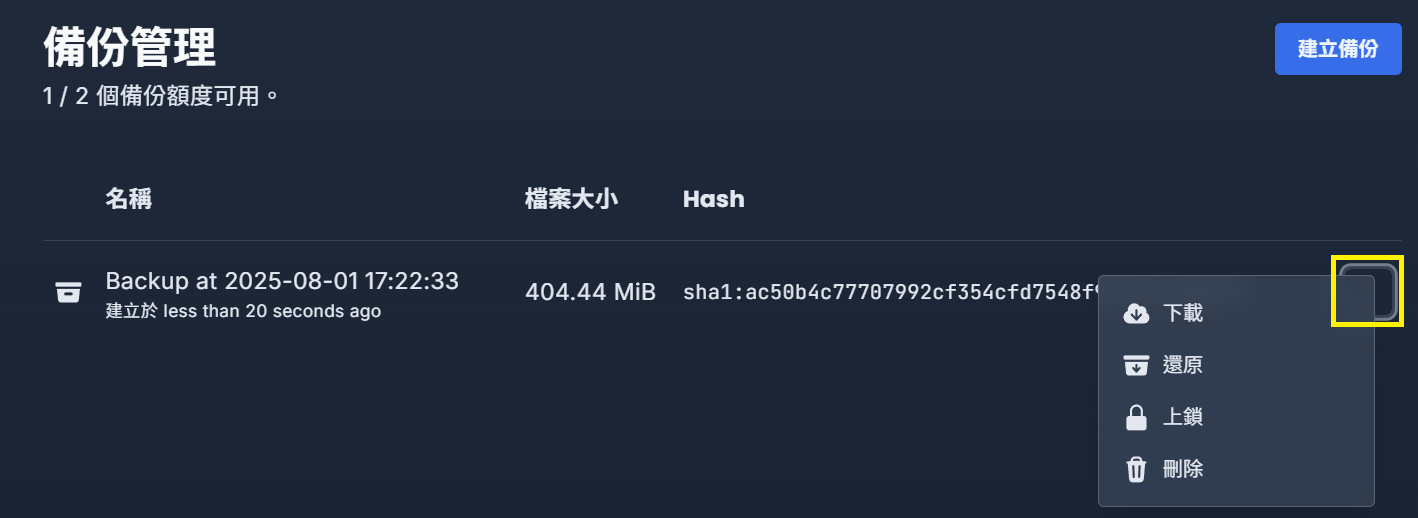 備份管理
建立備份
1 / 2 個備份額度可用。
名稱 檔案大小 Hash
Backup at 2025-08-01 17:22:33
404.44 MiB
sha1:ac50b4c77707992cf354cfd7548f
建立於 less than 20 seconds ago
下載
還原
上鎖
刪除